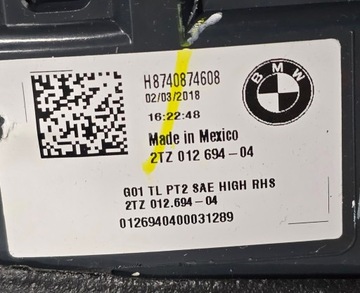 H8740874608
02/03/2018
16:22:48
BMW
Made in Mexico
2TZ 012 694-04
G01 TL PT2 SAE HIGH RHS
2TZ 012.694-04
0126940400031289